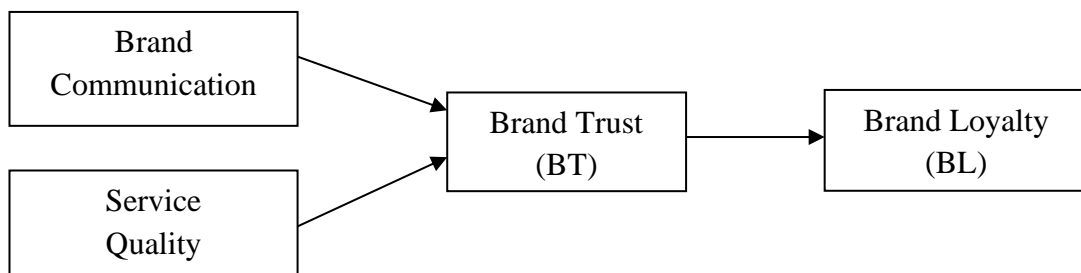 Brand
Communication
Brand Trust
(BT)
Brand Loyalty
(BL)
Service
Quality